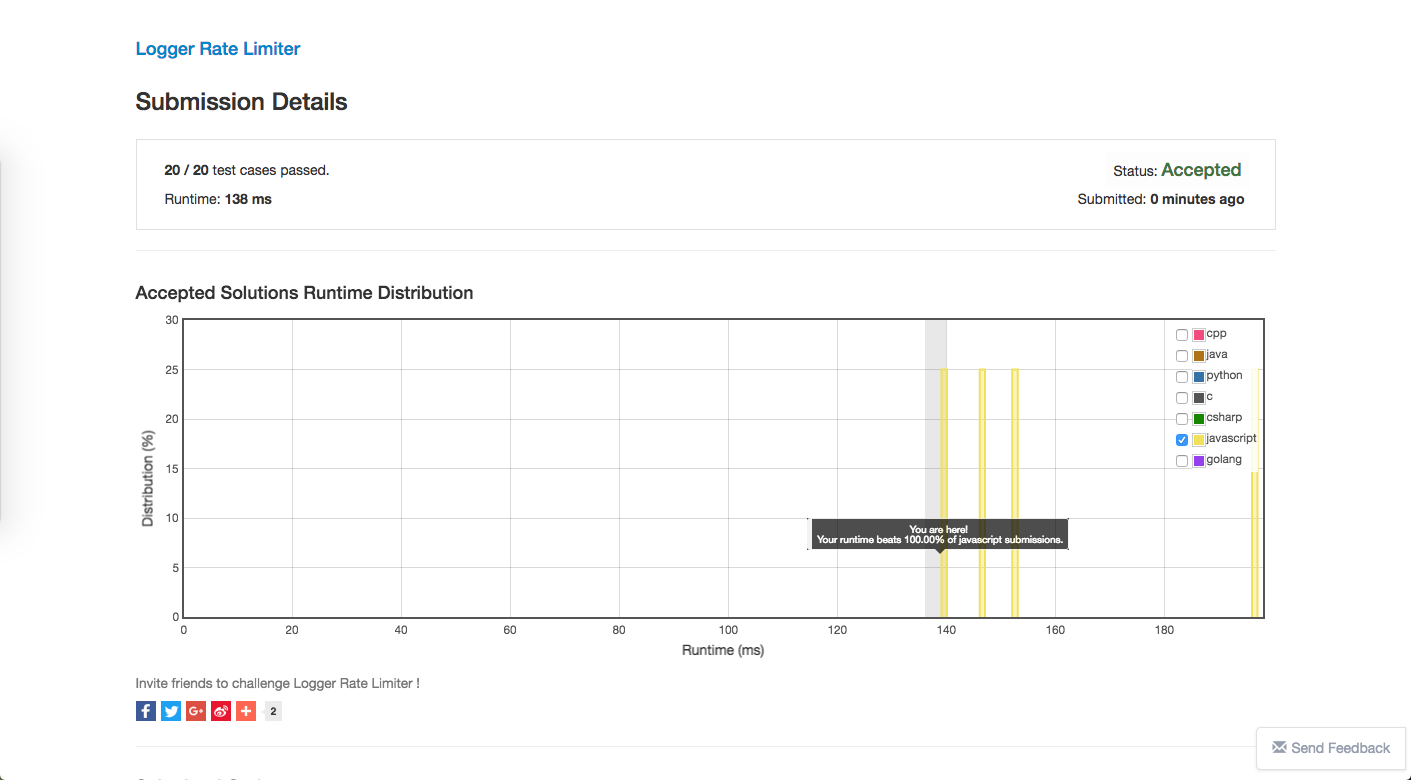 Logger Rate Limiter
Submission Details
20 / 20 test cases passed.
Status: Accepted
Runtime: 138 ms
Submitted: 0 minutes ago
Accepted Solutions Runtime Distribution
30
25
20
15
10
5
0
Distribution (%)
cpp
java
python
c
csharp
javascript
golang
You are here!
Your runtime beats 100.00% of javascript submissions.
0 20 40 60 80 100 120 140 160 180
Runtime (ms)
Invite friends to challenge Logger Rate Limiter !
f G+ + 2
Send Feedback